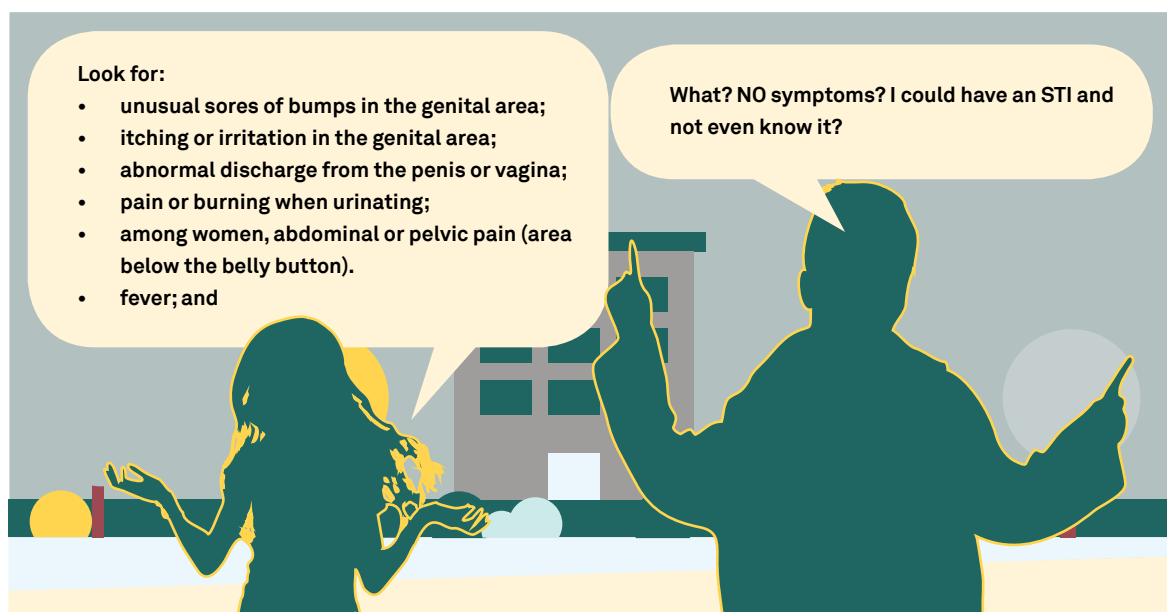 Look for:
• unusual sores of bumps in the genital area;
• itching or irritation in the genital area;
• abnormal discharge from the penis or vagina;
• pain or burning when urinating;
• among women, abdominal or pelvic pain (area
below the belly button).
• fever; and
What? NO symptoms? I could have an STI and
not even know it?